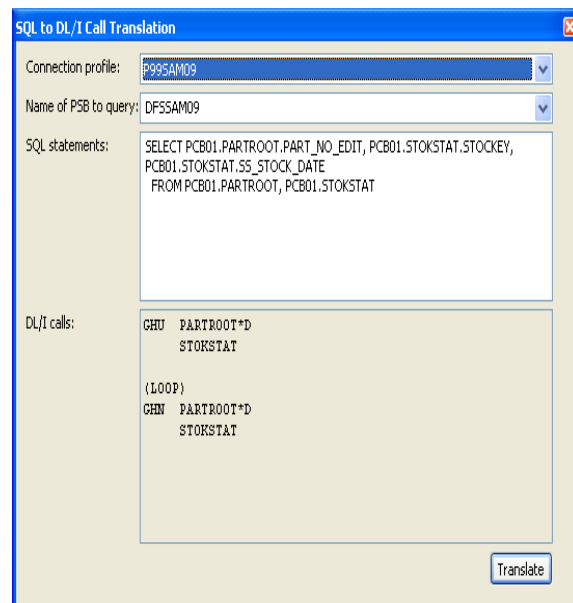 SQL to DL/I Call Translation
Connection profile: P99SAM09
Name of PSB to query: DFSSAM09
SQL statements: SELECT PCB01.PARTROOT.PART_NO_EDIT, PCB01.STOKSTAT.STOCKEY,
PCB01.STOKSTAT.SS_STOCK_DATE
FROM PCB01.PARTROOT, PCB01.STOKSTAT
DL/I calls: GHU PARTROOT*D
STOKSTAT
(LOOP)
GHN PARTROOT*D
STOKSTAT
Translate